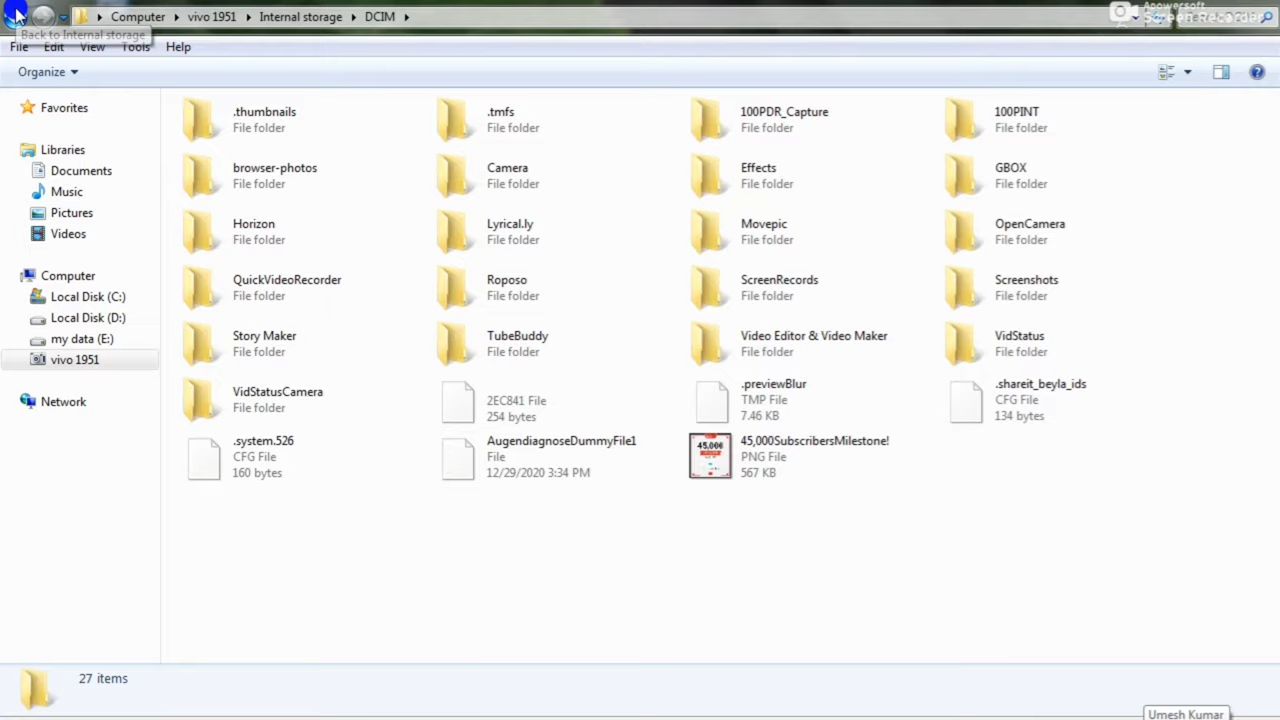 Computer ▸ vivo 1951 ▸ Internal storage ▸ DCIM ▸
Apowersoft
Screen Recorder
Back to Internal storage
File Edit View Tools Help
Organize
Favorites
Libraries
Documents
Music
Pictures
Videos
Computer
Local Disk (C:)
Local Disk (D:)
my data (E:)
vivo 1951
Network
.thumbnails
File folder
.tmfs
File folder
100PDR_Capture
File folder
100PINT
File folder
browser-photos
File folder
Camera
File folder
Effects
File folder
GBOX
File folder
Horizon
File folder
Lyrical.ly
File folder
Movepic
File folder
OpenCamera
File folder
QuickVideoRecorder
File folder
Roposo
File folder
ScreenRecords
File folder
Screenshots
File folder
Story Maker
File folder
TubeBuddy
File folder
Video Editor & Video Maker
File folder
VidStatus
File folder
VidStatusCamera
File folder
2EC841 File
254 bytes
.previewBlur
TMP File
7.46 KB
.shareit_beyla_ids
CFG File
134 bytes
.system.526
CFG File
160 bytes
AugendiagnoseDummyFile1
File
12/29/2020 3:34 PM
45,000
45,000SubscribersMilestone!
PNG File
567 KB
27 items
Umesh Kumar